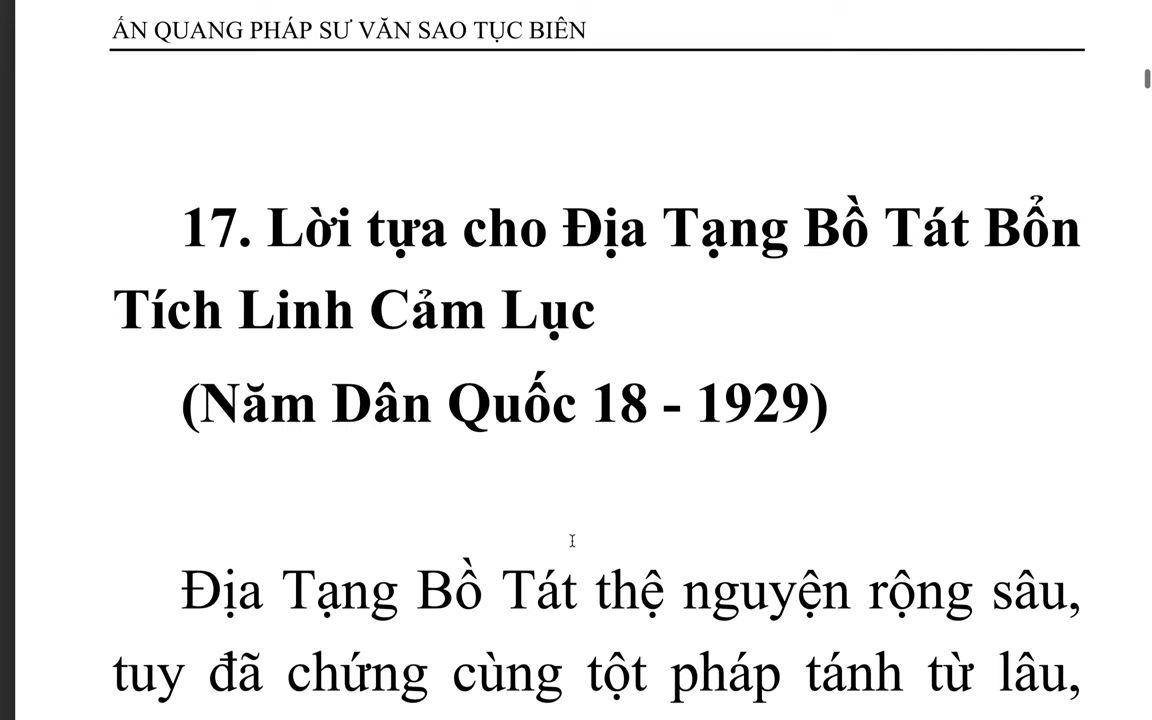 ẤN QUANG PHÁP SƯ VĂN SAO TỤC BIÊN
17. Lời tựa cho Địa Tạng Bồ Tát Bổn
Tích Linh Cảm Lục
(Năm Dân Quốc 18 - 1929)
Địa Tạng Bồ Tát thệ nguyện rộng sâu,
tuy đã chứng cùng tột pháp tánh từ lâu,